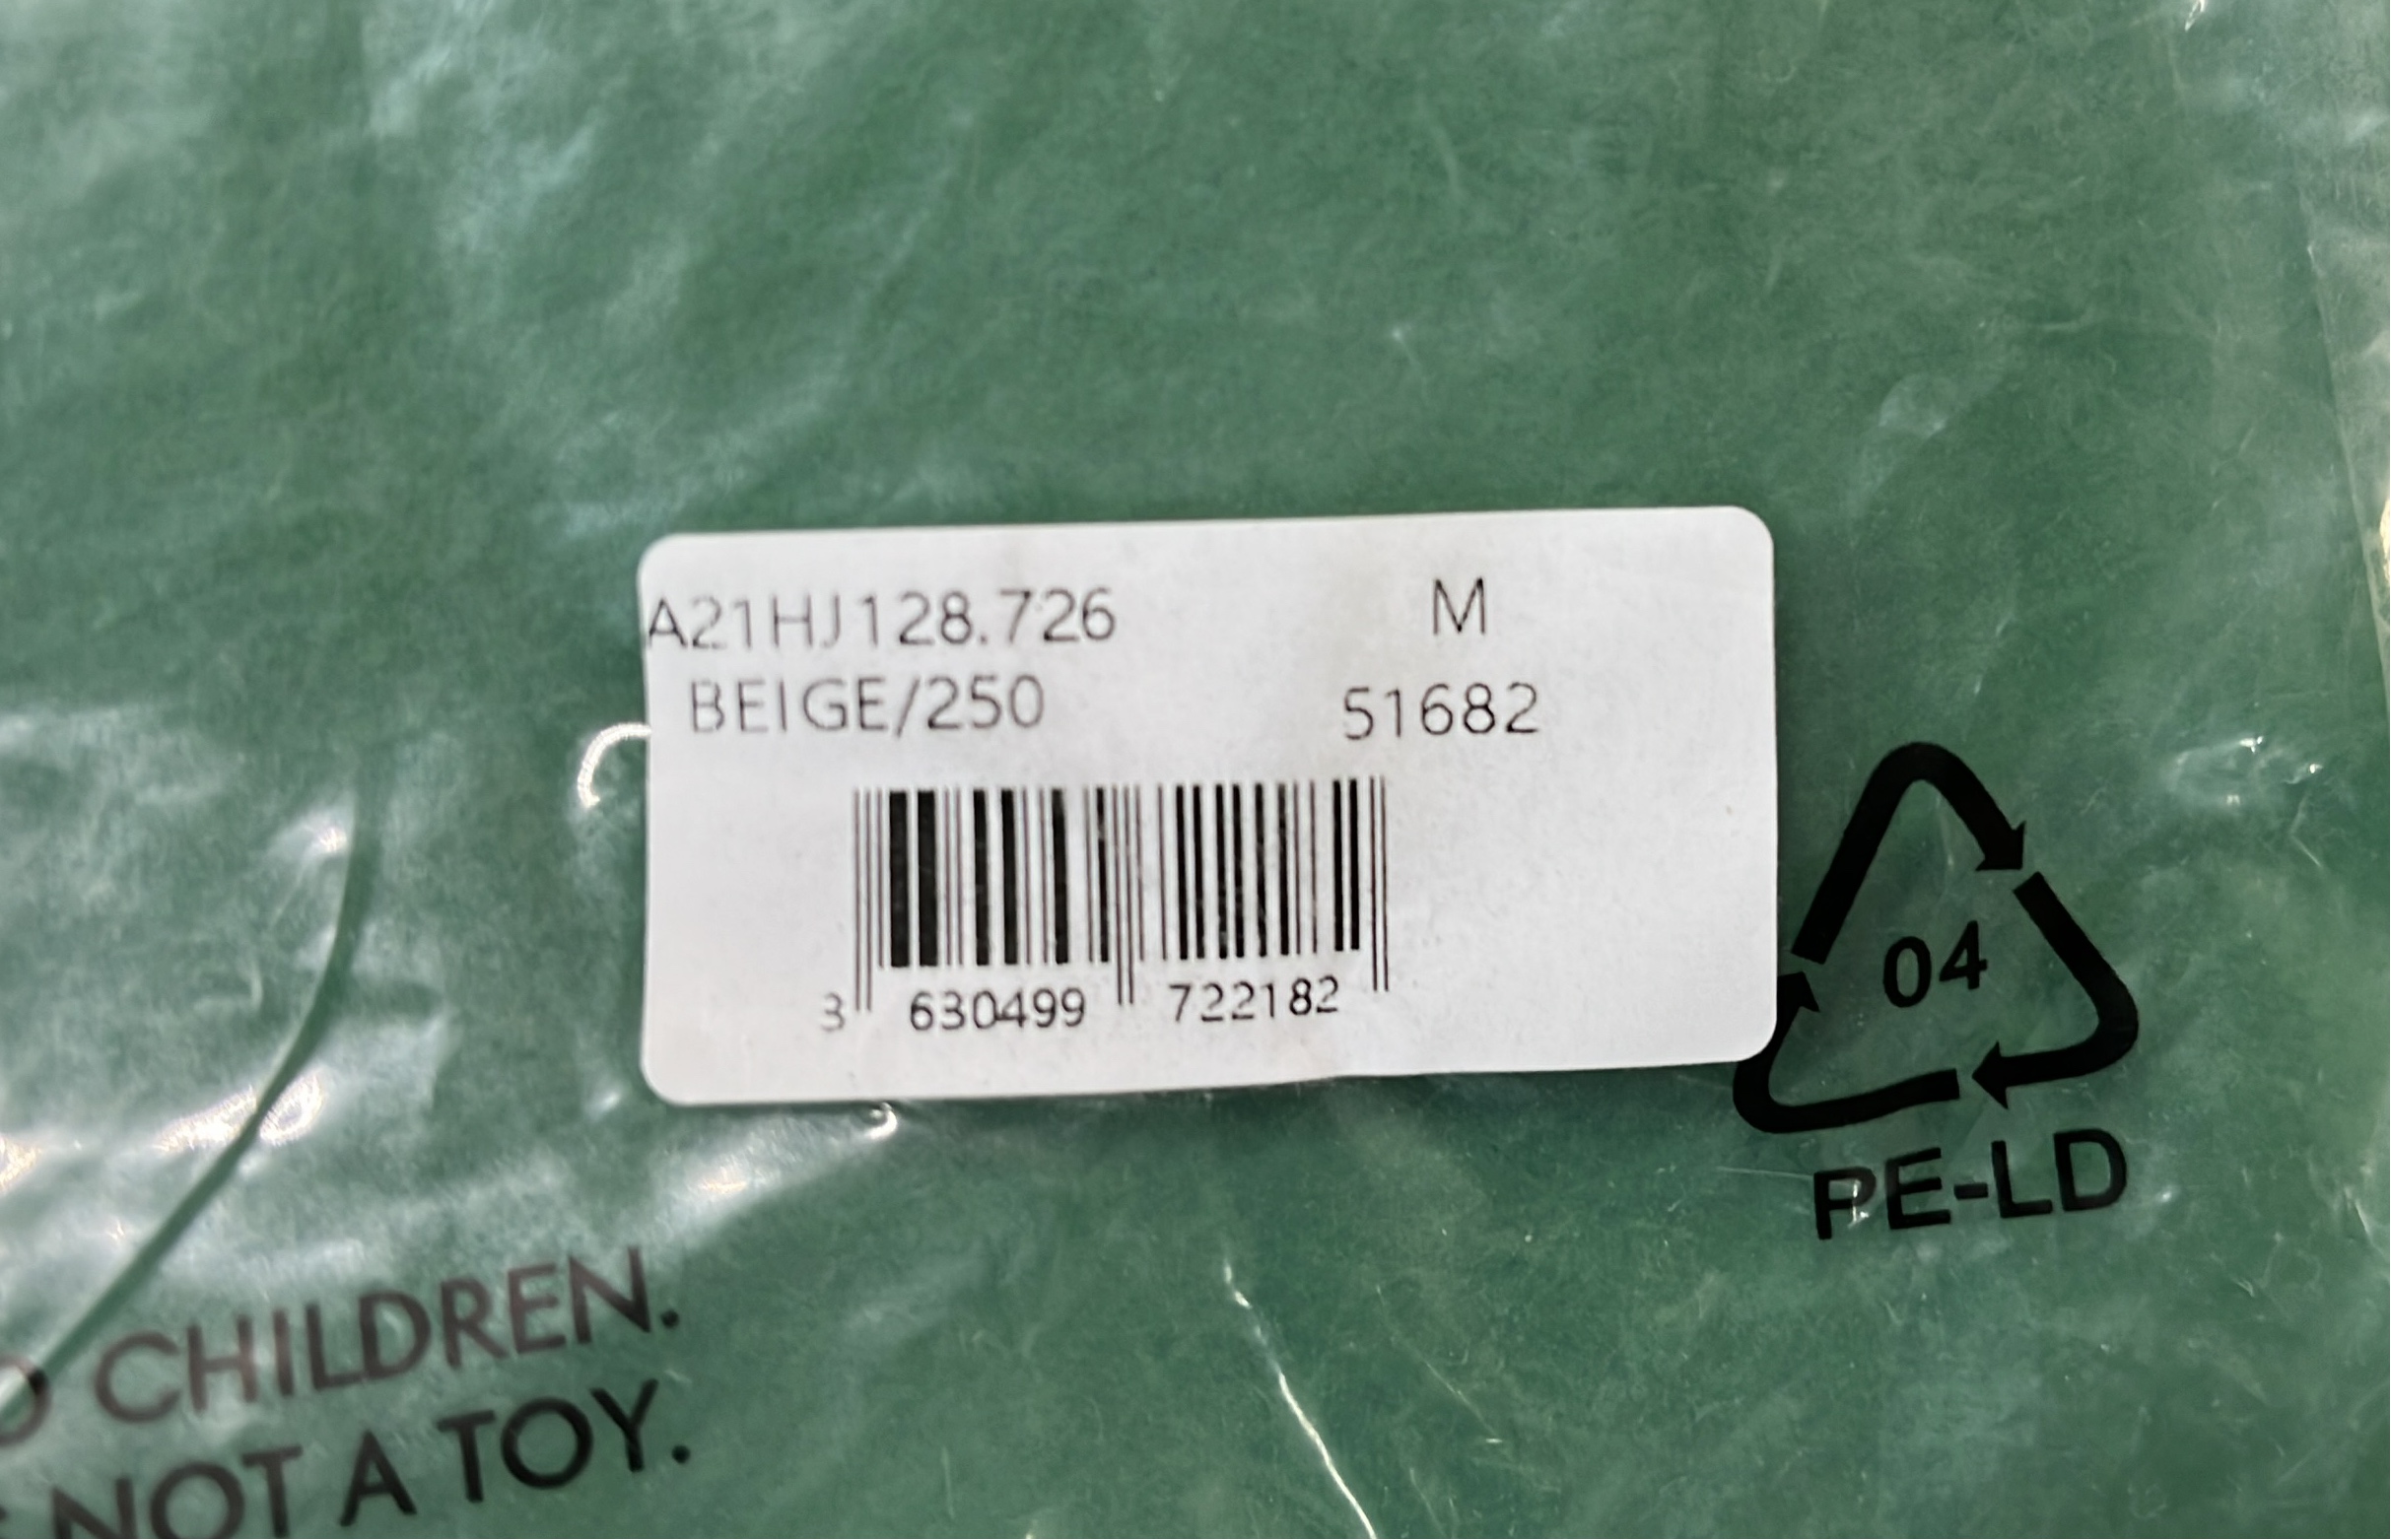 A21HJ128.726 M
BEIGE/250 51682
3 630499 722182
04
PE-LD
CHILDREN.
NOT A TOY.